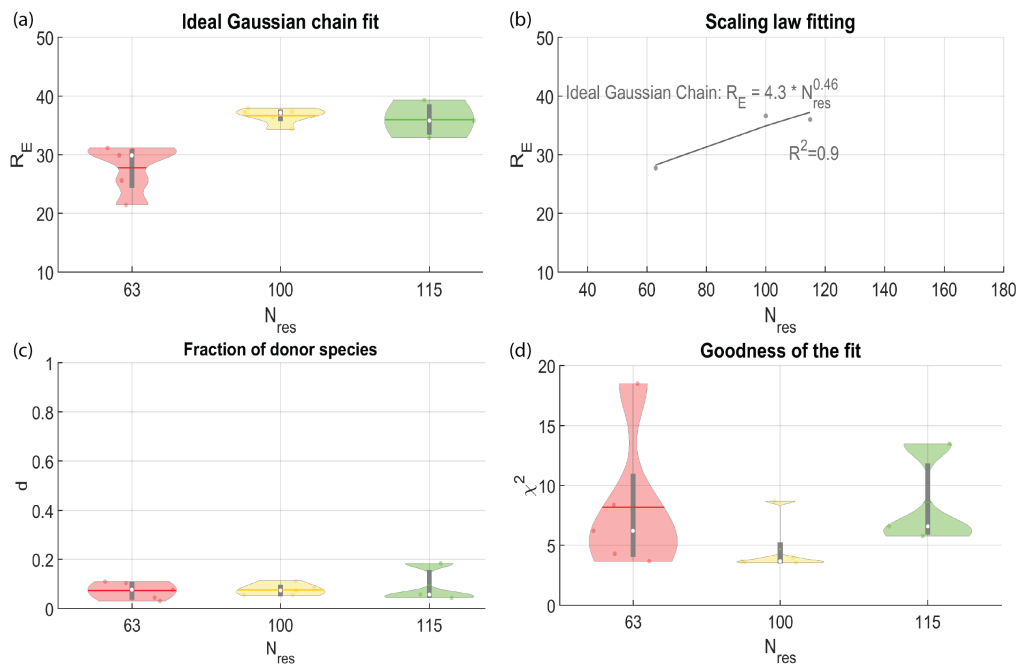 (a)
Ideal Gaussian chain fit
50
40
30
20
10
R_E
63
100
115
N_res
(b)
Scaling law fitting
50
40
30
20
10
R_E
Ideal Gaussian Chain: R_E = 4.3 * N_res^0.46
R^2=0.9
40
60
80
100
120
140
160
180
N_res
(c)
Fraction of donor species
1
0.8
0.6
0.4
0.2
0
d
63
100
115
N_res
(d)
Goodness of the fit
20
15
10
5
0
χ^2
63
100
115
N_res